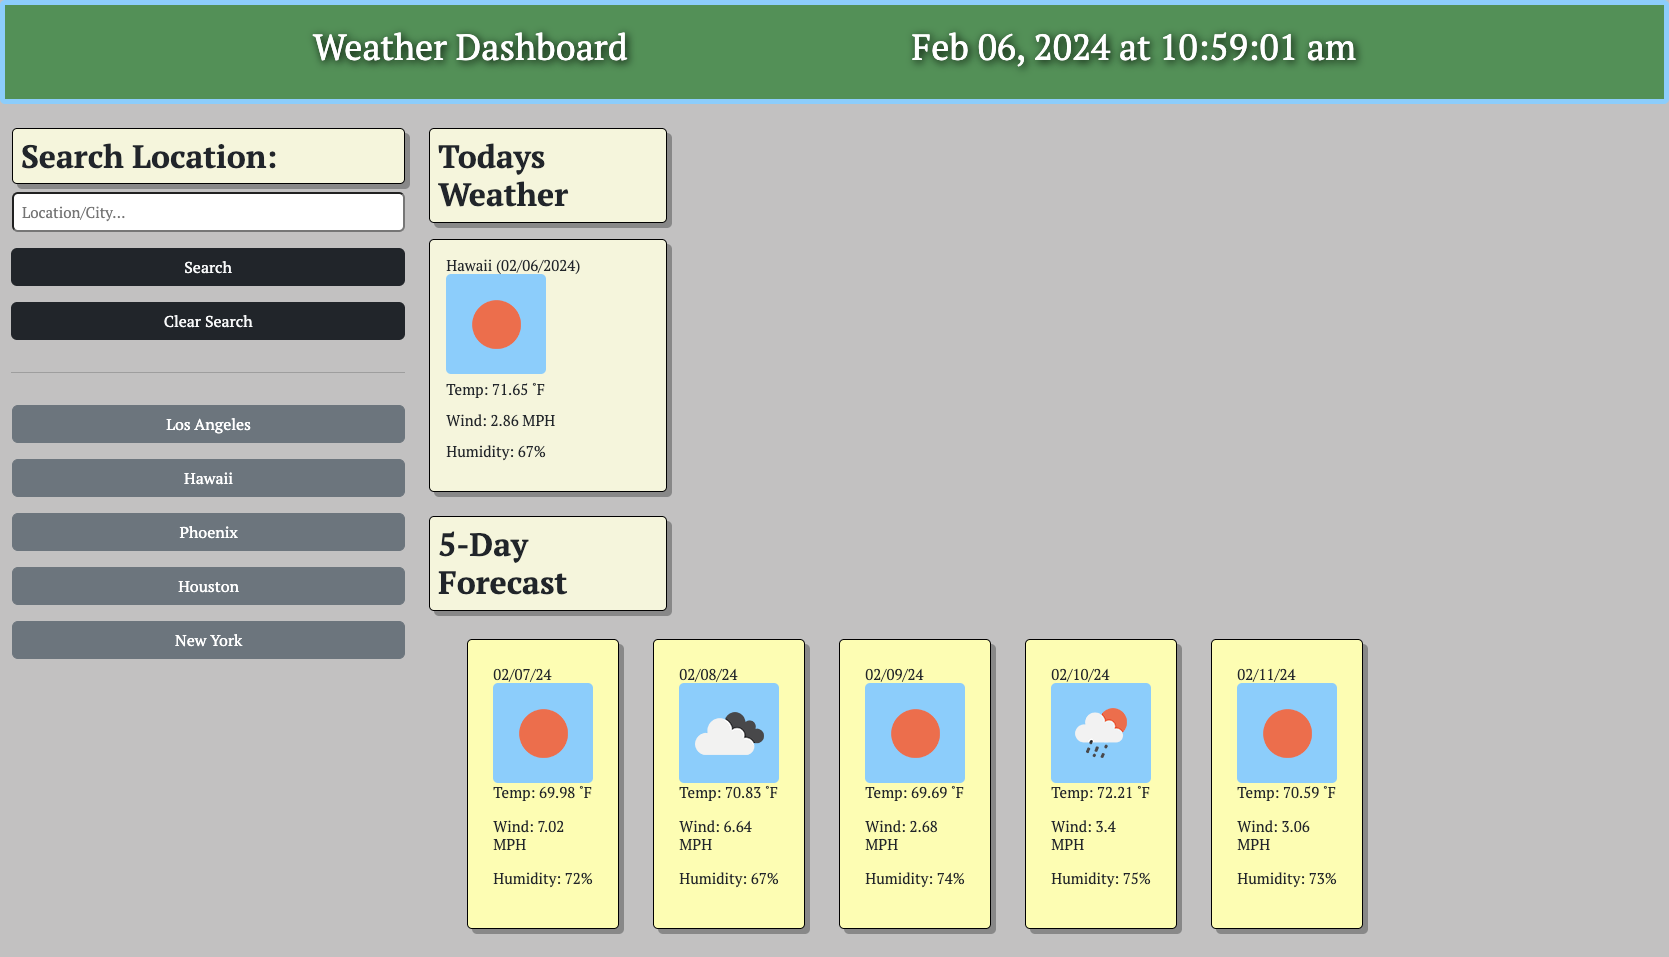 Weather Dashboard
Feb 06, 2024 at 10:59:01 am
Search Location:
Location/City...
Search
Clear Search
Los Angeles
Hawaii
Phoenix
Houston
New York
Todays
Weather
Hawaii (02/06/2024)
Temp: 71.65 ˚F
Wind: 2.86 MPH
Humidity: 67%
5-Day
Forecast
02/07/24
Temp: 69.98 ˚F
Wind: 7.02
MPH
Humidity: 72%
02/08/24
Temp: 70.83 ˚F
Wind: 6.64
MPH
Humidity: 67%
02/09/24
Temp: 69.69 ˚F
Wind: 2.68
MPH
Humidity: 74%
02/10/24
Temp: 72.21 ˚F
Wind: 3.4
MPH
Humidity: 75%
02/11/24
Temp: 70.59 ˚F
Wind: 3.06
MPH
Humidity: 73%